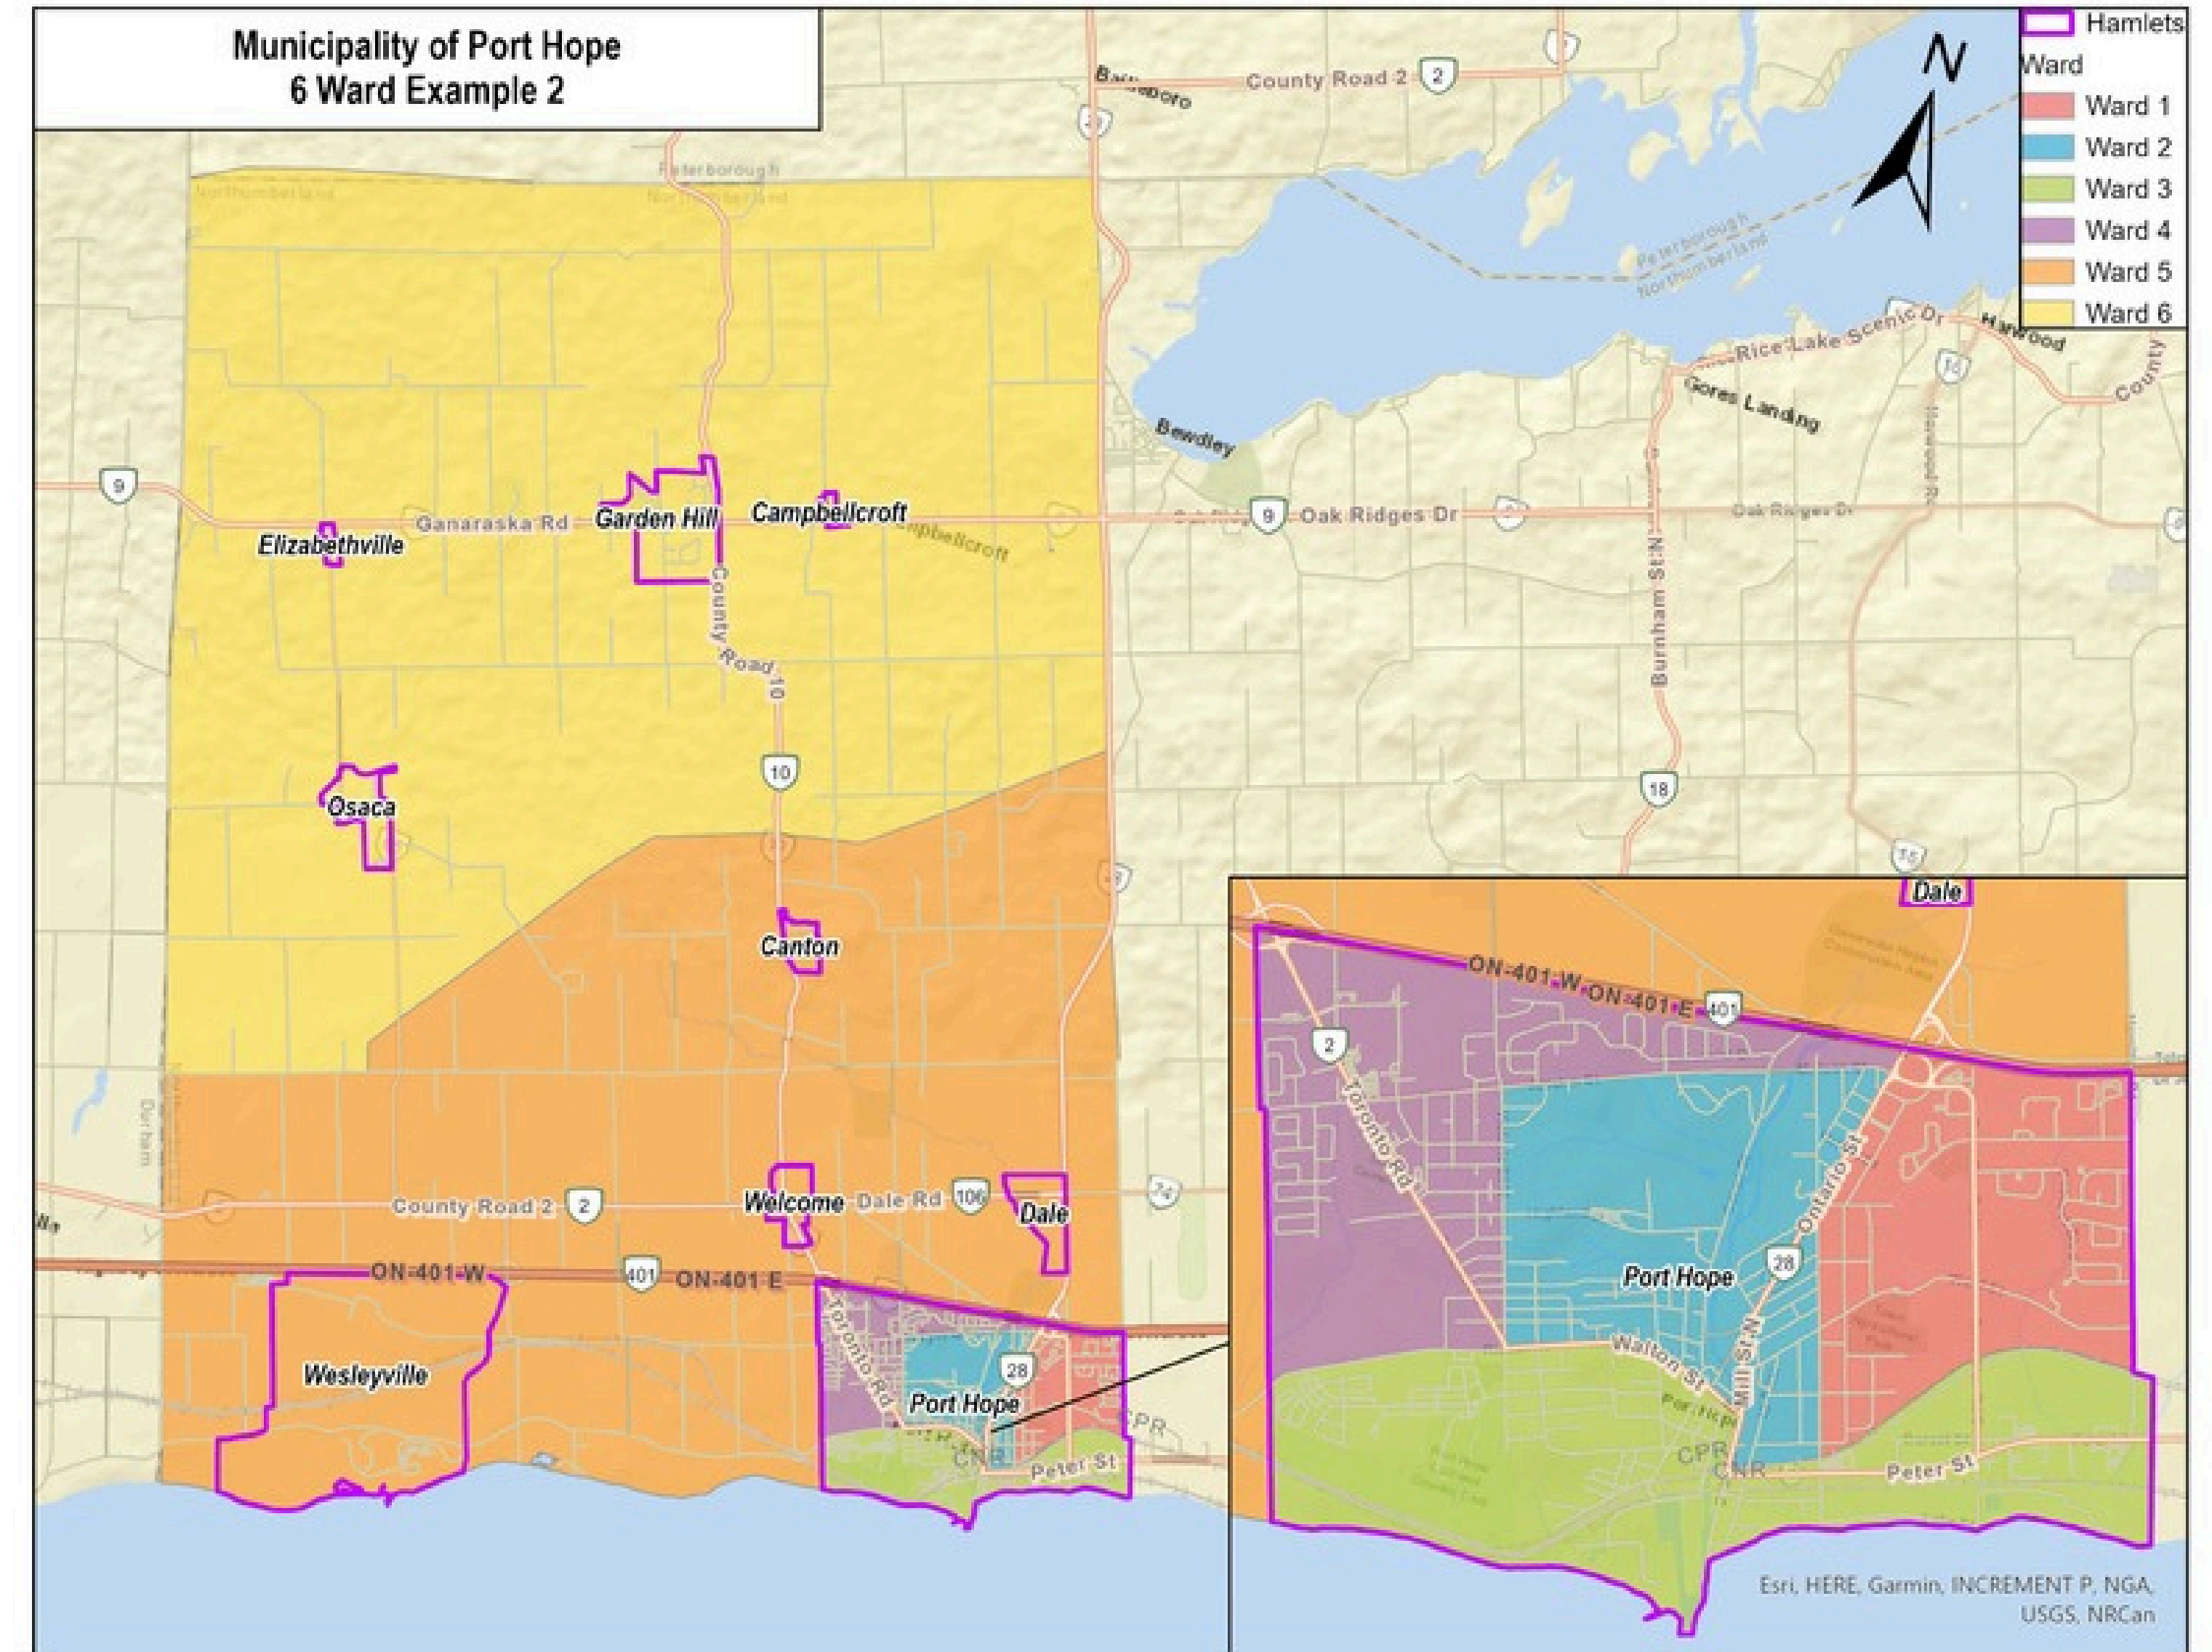 Municipality of Port Hope
6 Ward Example 2
Hamlets
Ward
Ward 1
Ward 2
Ward 3
Ward 4
Ward 5
Ward 6
N
County Road 2
2
Peterborough
Northumberland
Northumberland
Peterborough
Northumberland
Rice Lake Scenic Dr
Harwood
County
Gores Landing
Bewdley
9
Elizabethville
Ganaraska Rd
Garden Hill
Campbellcroft
9
Oak Ridges Dr
Oak Ridges Dr
Burnham St N
County Road 10
10
18
Osaca
Canton
Durham
County Road 2
2
Welcome
Dale Rd
106
Dale
74
ON-401 W
401
ON-401 E
Wesleyville
Toronto Rd
28
Port Hope
CPR
CNR
Peter St
Dale
ON-401 W
ON-401 E
401
2
Toronto Rd
Ontario St
28
Port Hope
Walton St
Mill St N
Port Hope
CPR
CNR
Peter St
Esri, HERE, Garmin, INCREMENT P, NGA,
USGS, NRCan